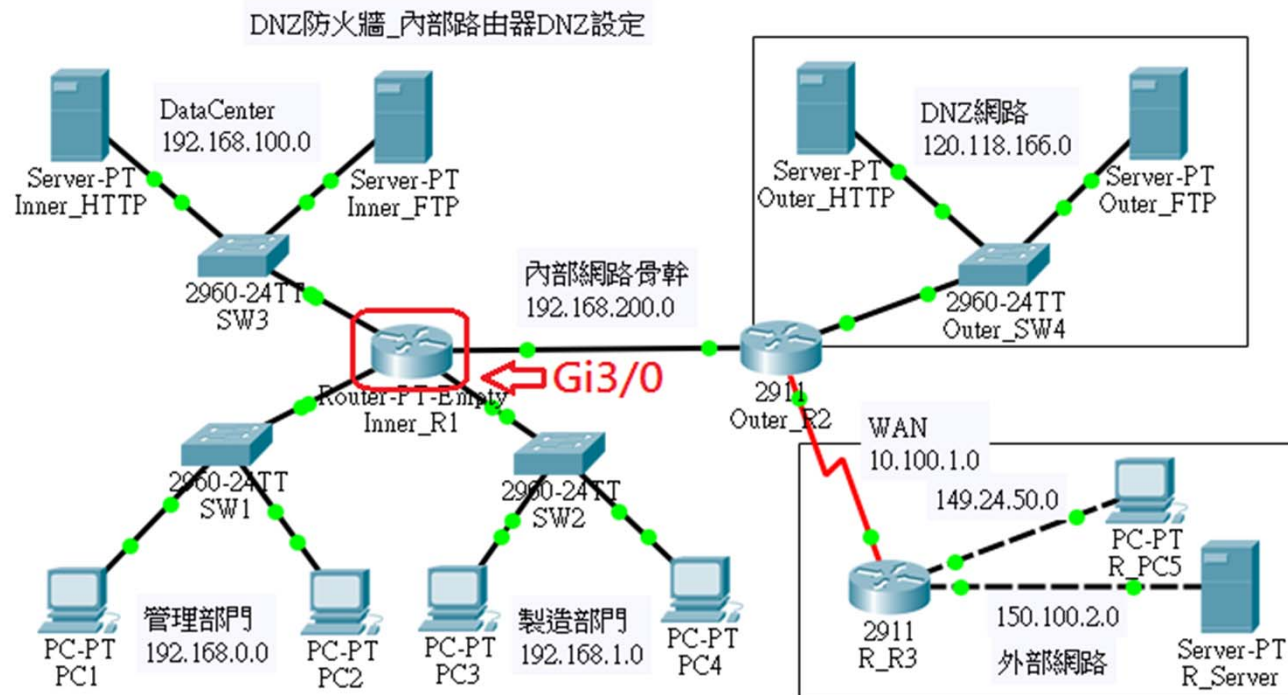 DNZ防火牆_內部路由器DNZ設定
DataCenter
192.168.100.0
Server-PT
Inner_HTTP
Server-PT
Inner_FTP
2960-24TT
SW3
DNZ網路
120.118.166.0
Server-PT
Outer_HTTP
Server-PT
Outer_FTP
2960-24TT
Outer_SW4
內部網路骨幹
192.168.200.0
Gi3/0
Router-PT-Empty
Inner_R1
2911
Outer_R2
WAN
10.100.1.0
2960-24TT
SW1
2960-24TT
SW2
PC-PT
PC1
管理部門
192.168.0.0
PC-PT
PC2
PC-PT
PC3
製造部門
192.168.1.0
PC-PT
PC4
149.24.50.0
PC-PT
R_PC5
2911
R_R3
150.100.2.0
外部網路
Server-PT
R_Server